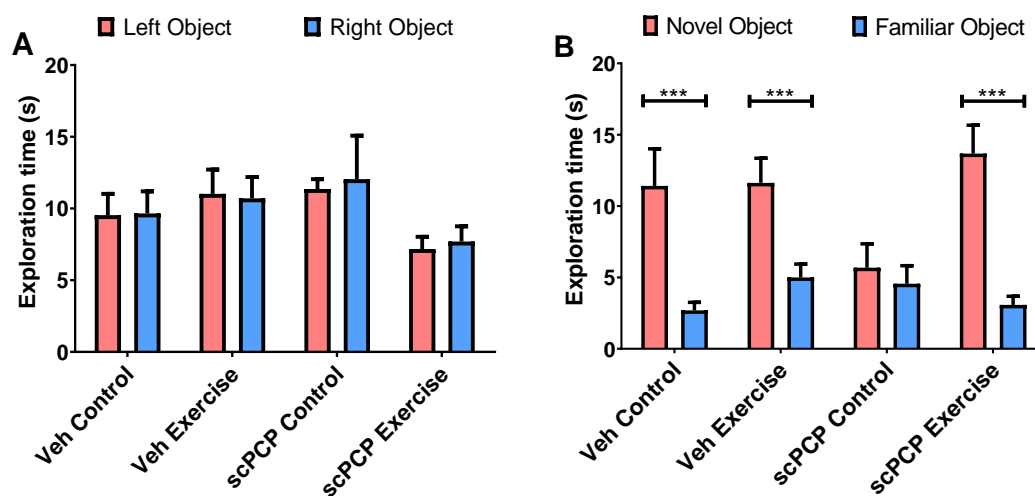 A
Left Object Right Object
Exploration time (s)
20
15
10
5
0
Veh Control
Veh Exercise
scPCP Control
scPCP Exercise
B
Novel Object Familiar Object
Exploration time (s)
20
15
10
5
0
*** *** ***
Veh Control
Veh Exercise
scPCP Control
scPCP Exercise